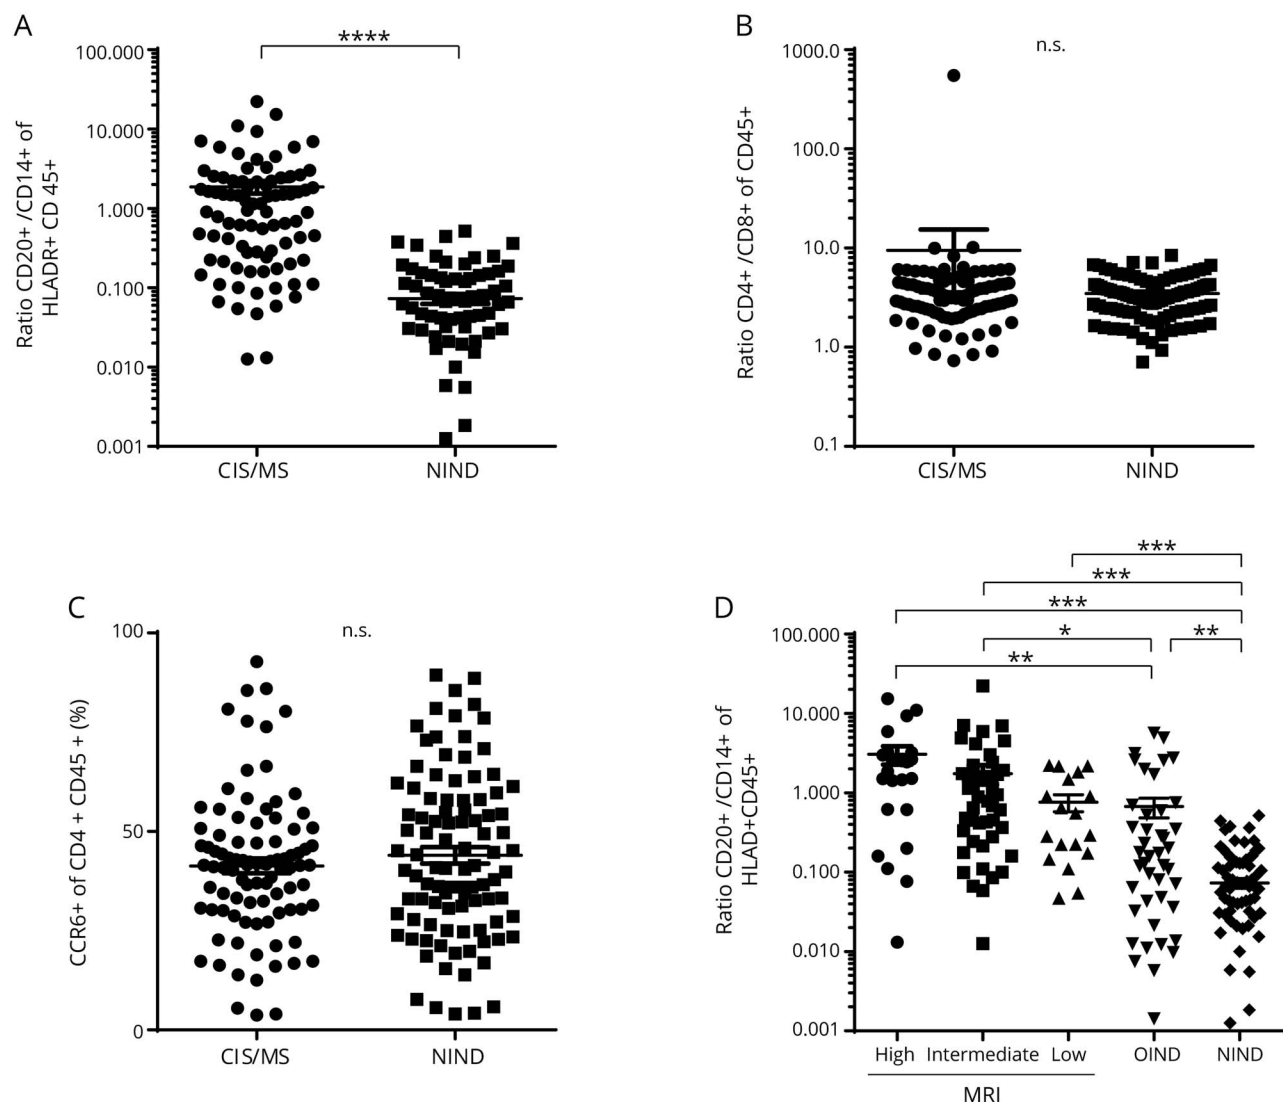 A
Ratio CD20+ /CD14+ of
HLADR+ CD 45+
100.000
10.000
1.000
0.100
0.010
0.001
****
CIS/MS
NIND
B
Ratio CD4+ /CD8+ of CD45+
1000.0
100.0
10.0
1.0
0.1
n.s.
CIS/MS
NIND
C
CCR6+ of CD4 + CD45 + (%)
100
50
0
n.s.
CIS/MS
NIND
D
Ratio CD20+ /CD14+ of
HLAD+CD45+
100.000
10.000
1.000
0.100
0.010
0.001
***
***
***
* **
**
High Intermediate Low OIND NIND
MRI